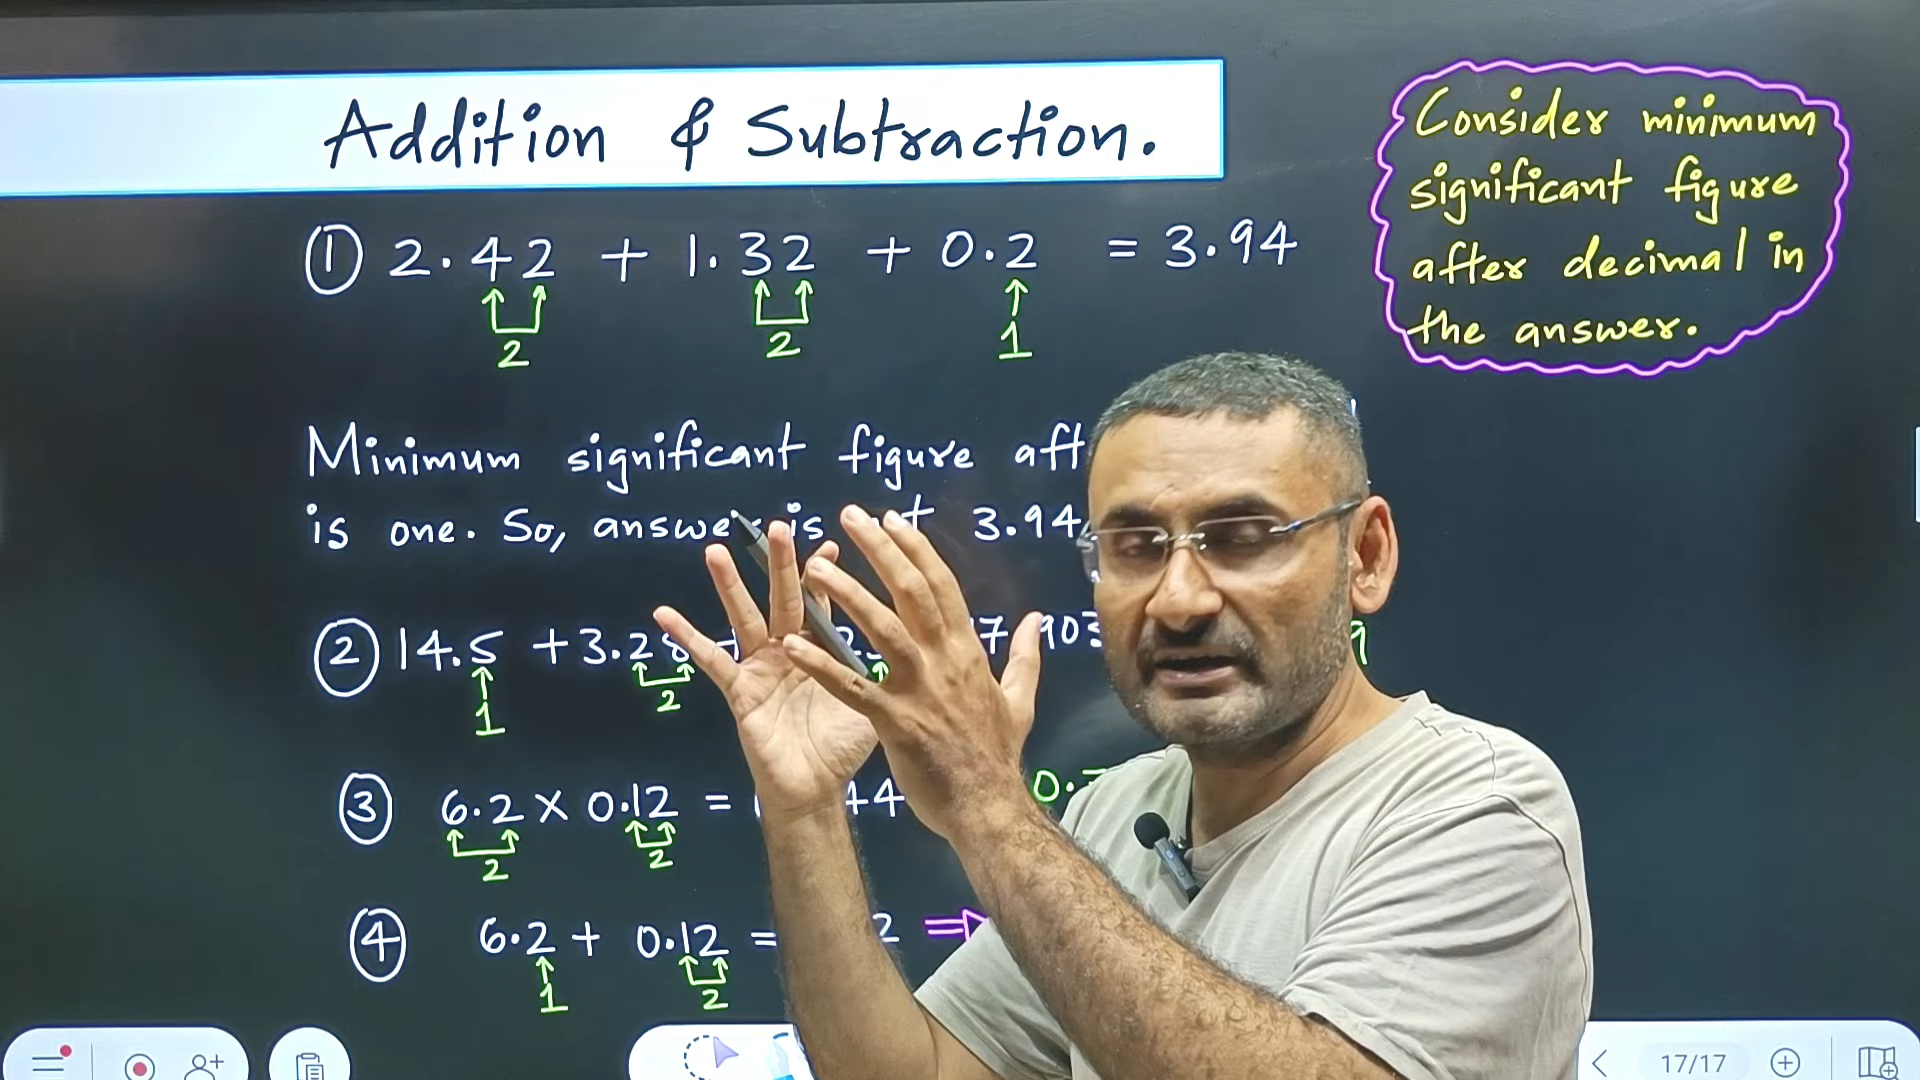 Addition & Subtraction.
Consider minimum
significant figure
after decimal in
the answer.
① 2.42 + 1.32 + 0.2 = 3.94
2 2 1
Minimum significant figure
is one. So, answer is 3.94
② 14.5 + 3.28 +
1 2
③ 6.2 × 0.12 =
2 2
④ 6.2 + 0.12 =
1 2
17/17